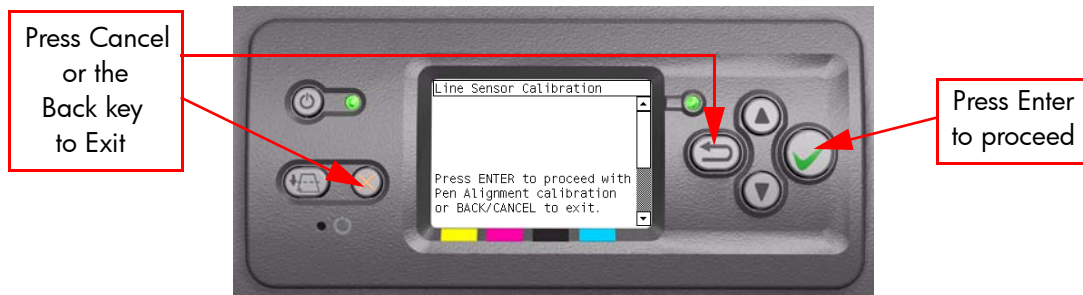 Press Cancel
or the
Back key
to Exit
Line Sensor Calibration
Press ENTER to proceed with
Pen Alignment calibration
or BACK/CANCEL to exit.
Press Enter
to proceed